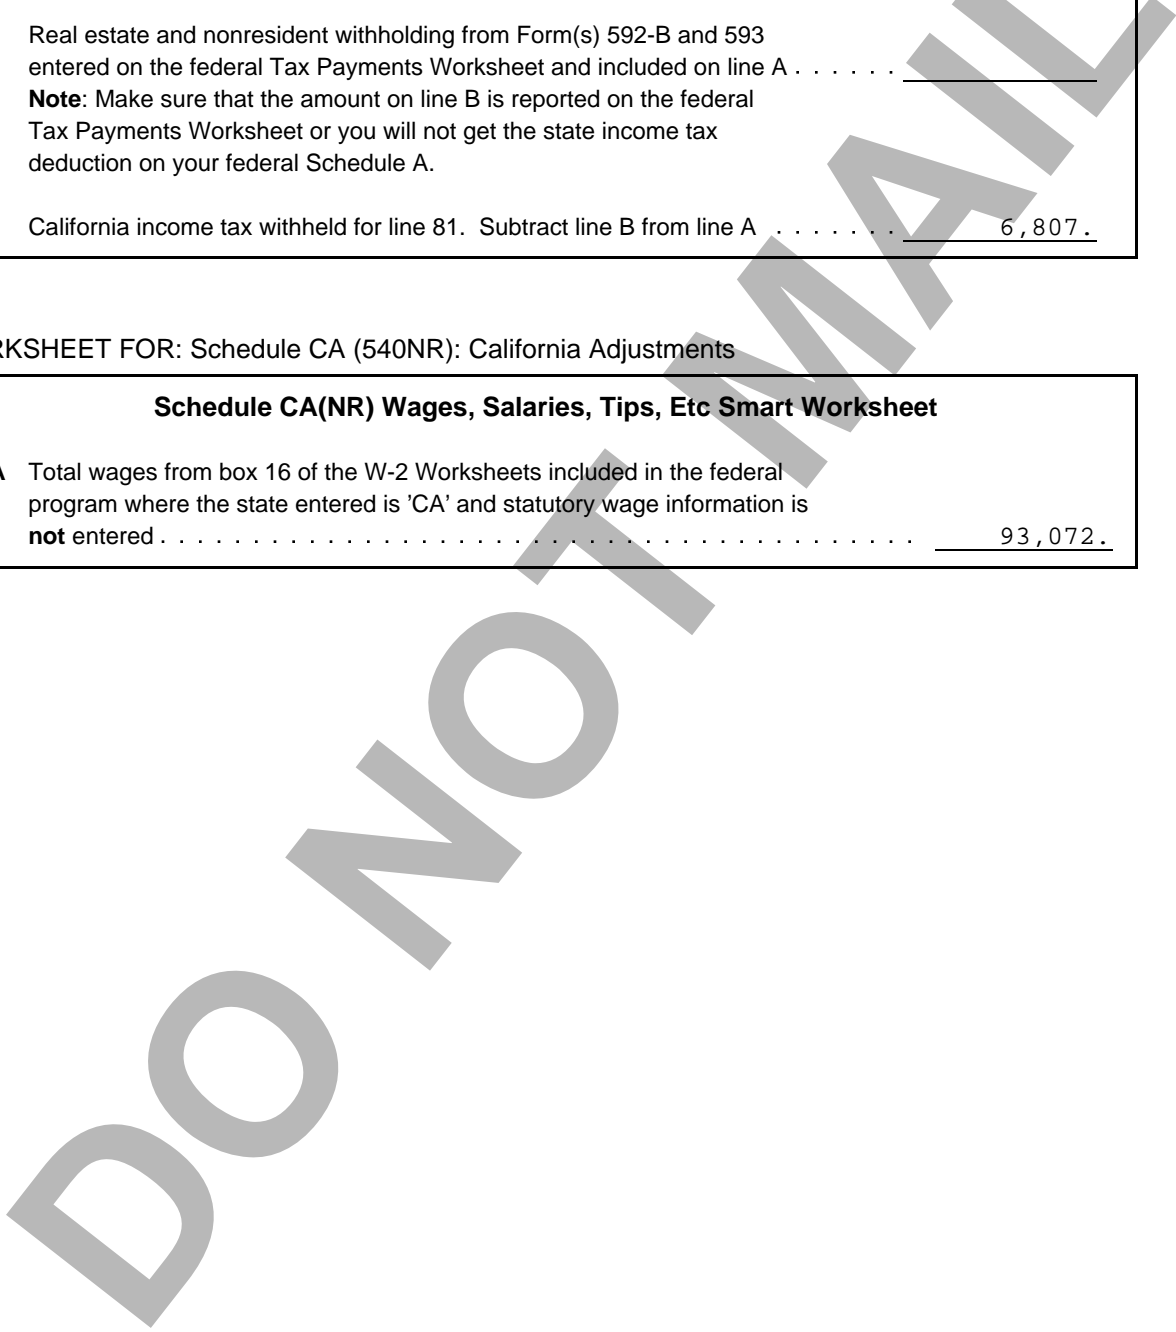 Real estate and nonresident withholding from Form(s) 592-B and 593
entered on the federal Tax Payments Worksheet and included on line A . . . . . .
Note: Make sure that the amount on line B is reported on the federal
Tax Payments Worksheet or you will not get the state income tax
deduction on your federal Schedule A.
California income tax withheld for line 81. Subtract line B from line A . . . . . . . 6,807.
RKSHEET FOR: Schedule CA (540NR): California Adjustments
Schedule CA(NR) Wages, Salaries, Tips, Etc Smart Worksheet
A Total wages from box 16 of the W-2 Worksheets included in the federal
program where the state entered is 'CA' and statutory wage information is
not entered . . . . . . . . . . . . . . . . . . . . . . . . . . . . . . . . . . . . . . . . . 93,072.
DO NOT MAIL